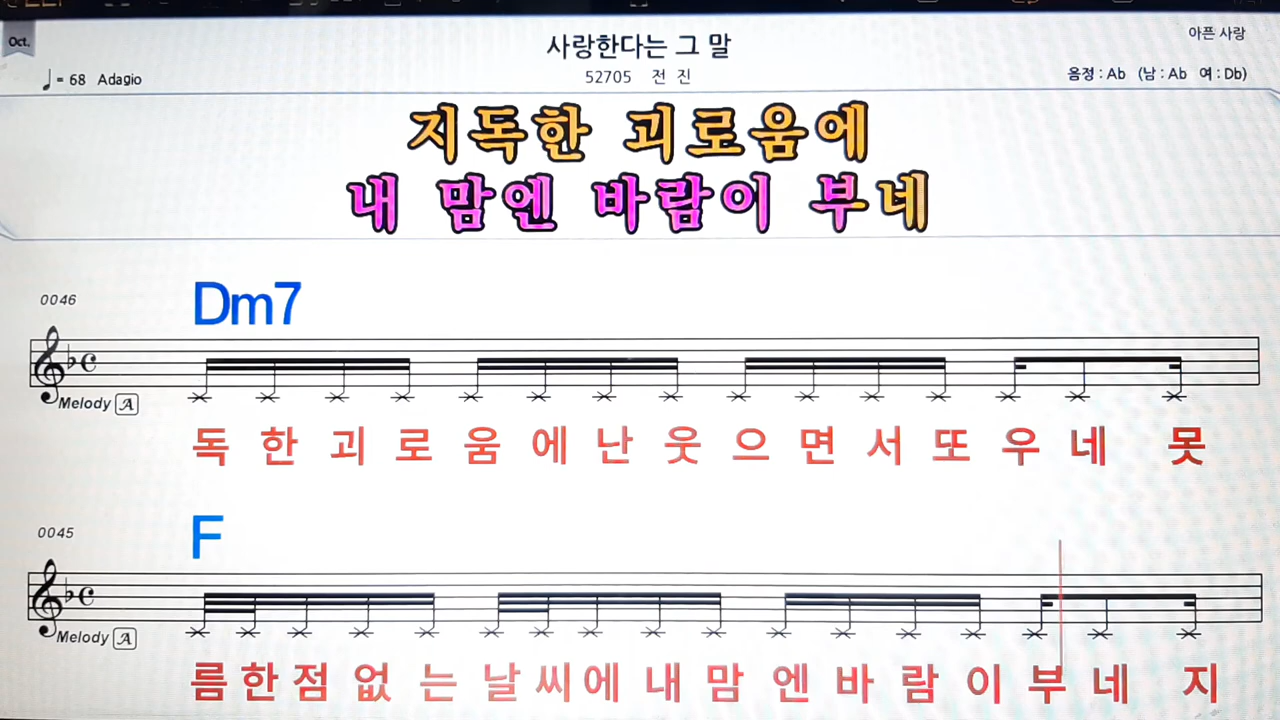 Oct.
사랑한다는 그 말
아픈 사랑
♩= 68 Adagio
52705 전 진
음정 : Ab (남 : Ab 여 : Db)
지독한 괴로움에
내 맘엔 바람이 부네
0046
Dm7
Melody A
독 한 괴 로 움 에 난 웃 으 면 서 또 우 네 못
0045
F
Melody A
름 한 점 없 는 날 씨 에 내 맘 엔 바 람 이 부 네 지